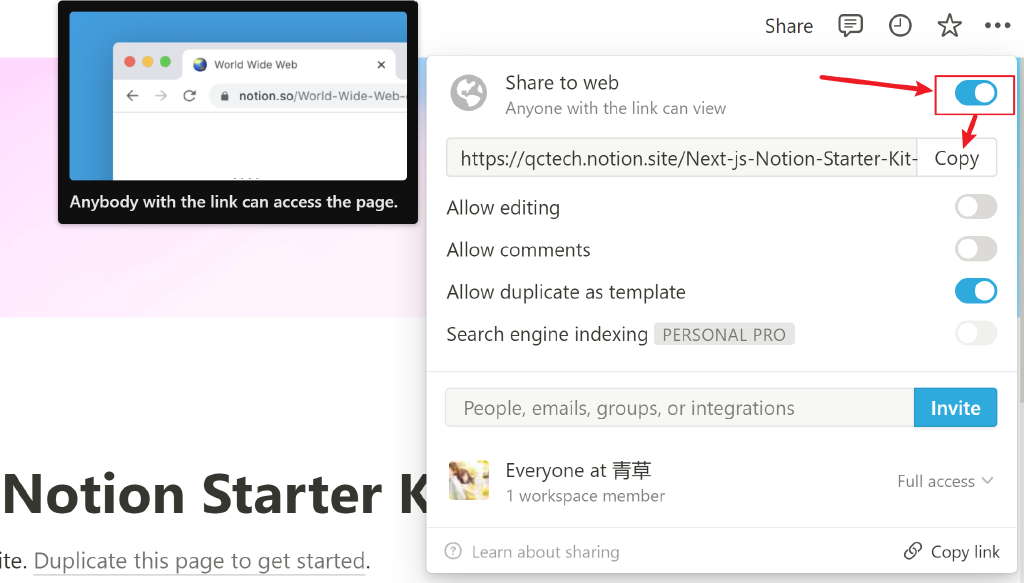 Share
World Wide Web
notion.so/World-Wide-Web-
Anybody with the link can access the page.
Share to web
Anyone with the link can view
https://qctech.notion.site/Next-js-Notion-Starter-Kit-
Copy
Allow editing
Allow comments
Allow duplicate as template
Search engine indexing PERSONAL PRO
People, emails, groups, or integrations
Invite
Everyone at 青草
1 workspace member
Full access
Learn about sharing
Copy link
Notion Starter K
ite. Duplicate this page to get started.